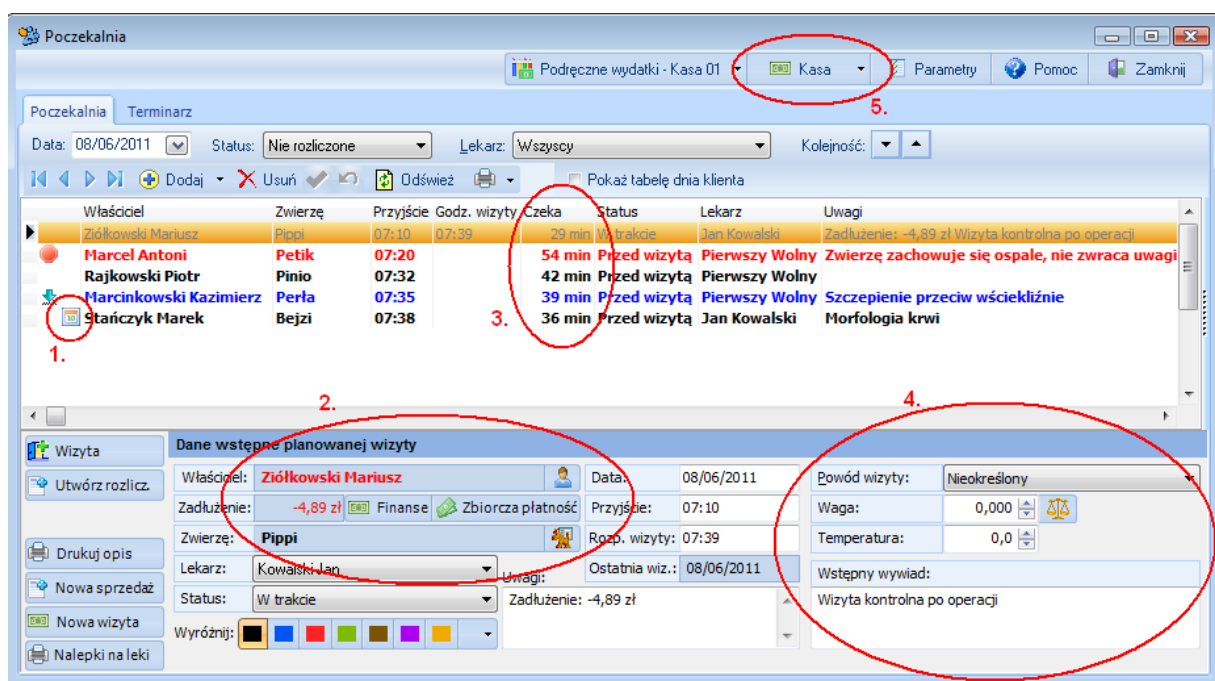 Poczekalnia
Podręczne wydatki - Kasa 01 Kasa Parametry Pomoc Zamknij
5.
Poczekalnia Terminarz
Data: 08/06/2011 Status: Nie rozliczone Lekarz: Wszyscy Kolejność:
Dodaj Usuń Odśwież Pokaż tabelę dnia klienta
Właściciel Zwierzę Przyjście Godz. wizyty Czeka Status Lekarz Uwagi
Ziółkowski Mariusz Pippi 07:10 07:39 29 min W trakcie Jan Kowalski Zadłużenie: -4,89 zł Wizyta kontrolna po operacji
Marcel Antoni Petik 07:20 54 min Przed wizytą Pierwszy Wolny Zwierzę zachowuje się ospale, nie zwraca uwagi
Rajkowski Piotr Pinio 07:32 42 min Przed wizytą Pierwszy Wolny
Marcinkowski Kazimierz Perła 07:35 39 min Przed wizytą Pierwszy Wolny Szczepienie przeciw wściekliźnie
Stańczyk Marek Bejzi 07:38 36 min Przed wizytą Jan Kowalski Morfologia krwi
3.
1.
2.
4.
Wizyta
Utwórz rozlicz.
Drukuj opis
Nowa sprzedaż
Nowa wizyta
Nalepki na leki
Dane wstępne planowanej wizyty
Właściciel: Ziółkowski Mariusz Data: 08/06/2011 Powód wizyty: Nieokreślony
Zadłużenie: -4,89 zł Finanse Zbiorcza płatność Przyjście: 07:10 Waga: 0,000
Zwierzę: Pippi Rozp. wizyty: 07:39 Temperatura: 0,0
Lekarz: Kowalski Jan Uwagi: Ostatnia wiz.: 08/06/2011 Wstępny wywiad:
Status: W trakcie Zadłużenie: -4,89 zł Wizyta kontrolna po operacji
Wyróżnij: